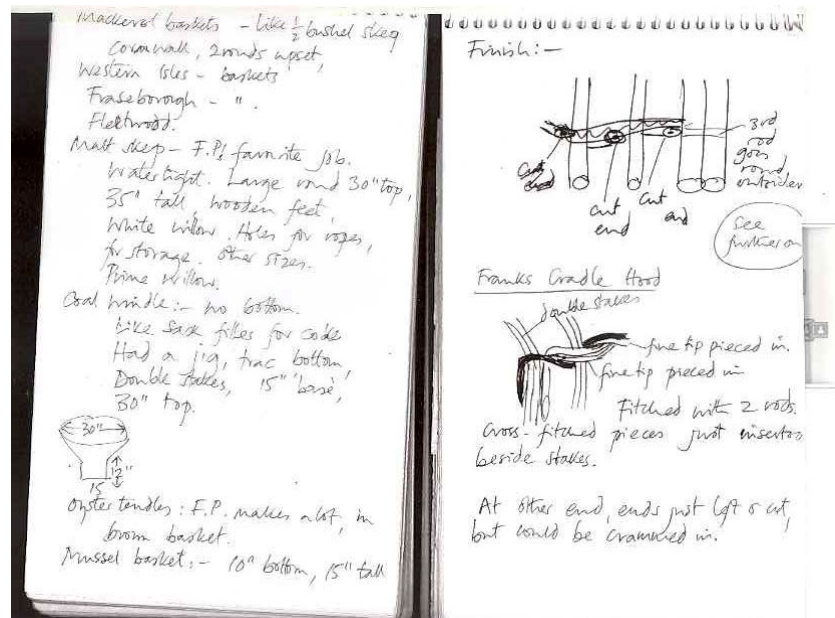 Mackerel baskets – Like ½ bushel skep
Cornwall, 2 rounds upset,
Western Isles – baskets
Fraseborough – ".
Fleetwood.
Malt skep – F.P's favorite job.
Watertight. Large round 30" top,
35" tall, wooden feet,
White willow. Holes for ropes,
for storage. Other sizes.
Prime willow.
Coal :- no bottom.
Like sack filler for coke
Had a jig, trac bottom,
Double stakes, 15" base,
30" top.
30"
12"
15
Oyster tendles : F.P. makes a lot, in
brown basket.
Mussel basket :- 10" bottom, 15" tall
Finish :-
3rd
rod
goes
round
outsider
cut
end
cut
end
cut
end
See
further on
Franks Cradle Hood
double stakes
fine tip pieced in.
fine tip pieced in
Fitched with 2 rods.
Cross-fitched pieces just inserted
beside stakes.
At other end, ends just left or cut,
but could be crammed in.